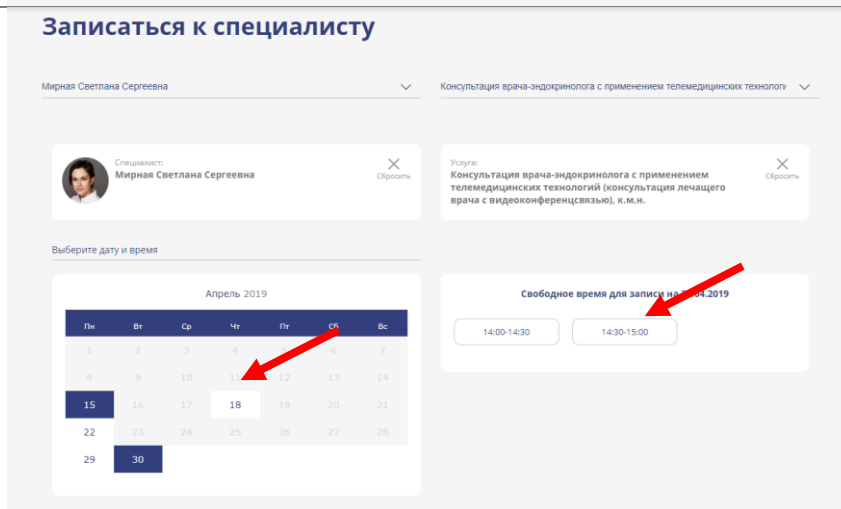 Записаться к специалисту
Мирная Светлана Сергеевна
Консультация врача-эндокринолога с применением телемедицинских технологи
Специалист:
Мирная Светлана Сергеевна
Сбросить
Услуга:
Консультация врача-эндокринолога с применением
телемедицинских технологий (консультация лечащего
врача с видеоконференцсвязью), к.м.н.
Сбросить
Выберите дату и время
Апрель 2019
Пн Вт Ср Чт Пт Сб Вс
1 2 3 4 5 6 7
8 9 10 11 12 13 14
15 16 17 18 19 20 21
22 23 24 25 26 27 28
29 30
Свободное время для записи на .04.2019
14:00-14:30 14:30-15:00